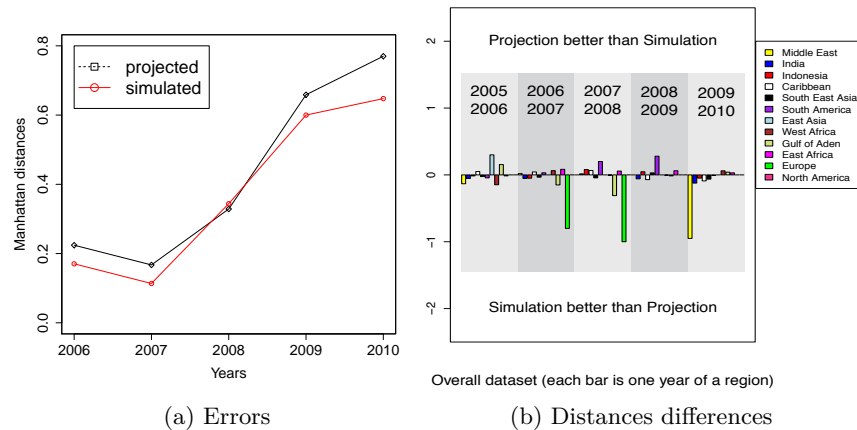 Manhattan distances
0.8
0.6
0.4
0.2
0.0
projected
simulated
2006 2007 2008 2009 2010
Years
(a) Errors
2
1
0
-1
-2
Projection better than Simulation
2005 2006 2007 2008 2009
2006 2007 2008 2009 2010
Simulation better than Projection
Middle East
India
Indonesia
Caribbean
South East Asia
South America
East Asia
West Africa
Gulf of Aden
East Africa
Europe
North America
Overall dataset (each bar is one year of a region)
(b) Distances differences